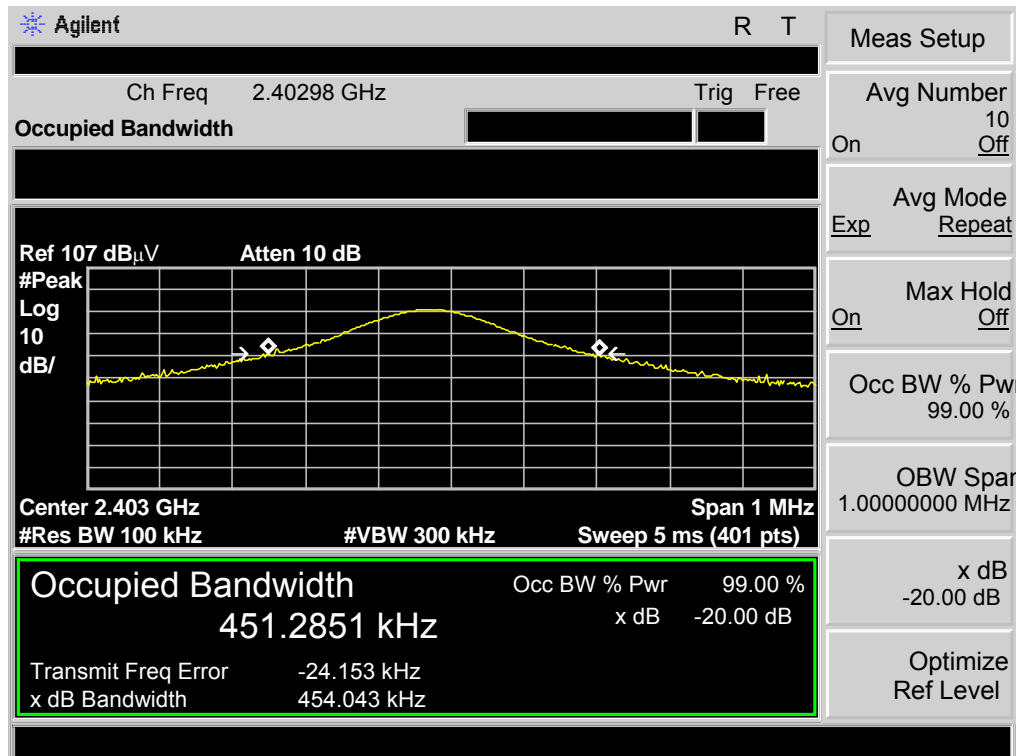 Agilent
R T
Ch Freq 2.40298 GHz
Trig Free
Occupied Bandwidth
Ref 107 dBμV
Atten 10 dB
#Peak
Log
10
dB/
Center 2.403 GHz
Span 1 MHz
#Res BW 100 kHz
#VBW 300 kHz
Sweep 5 ms (401 pts)
Occupied Bandwidth
451.2851 kHz
Occ BW % Pwr 99.00 %
x dB -20.00 dB
Transmit Freq Error -24.153 kHz
x dB Bandwidth 454.043 kHz
Meas Setup
Avg Number
10
On Off
Avg Mode
Exp Repeat
Max Hold
On Off
Occ BW % Pwr
99.00 %
OBW Span
1.00000000 MHz
x dB
-20.00 dB
Optimize
Ref Level